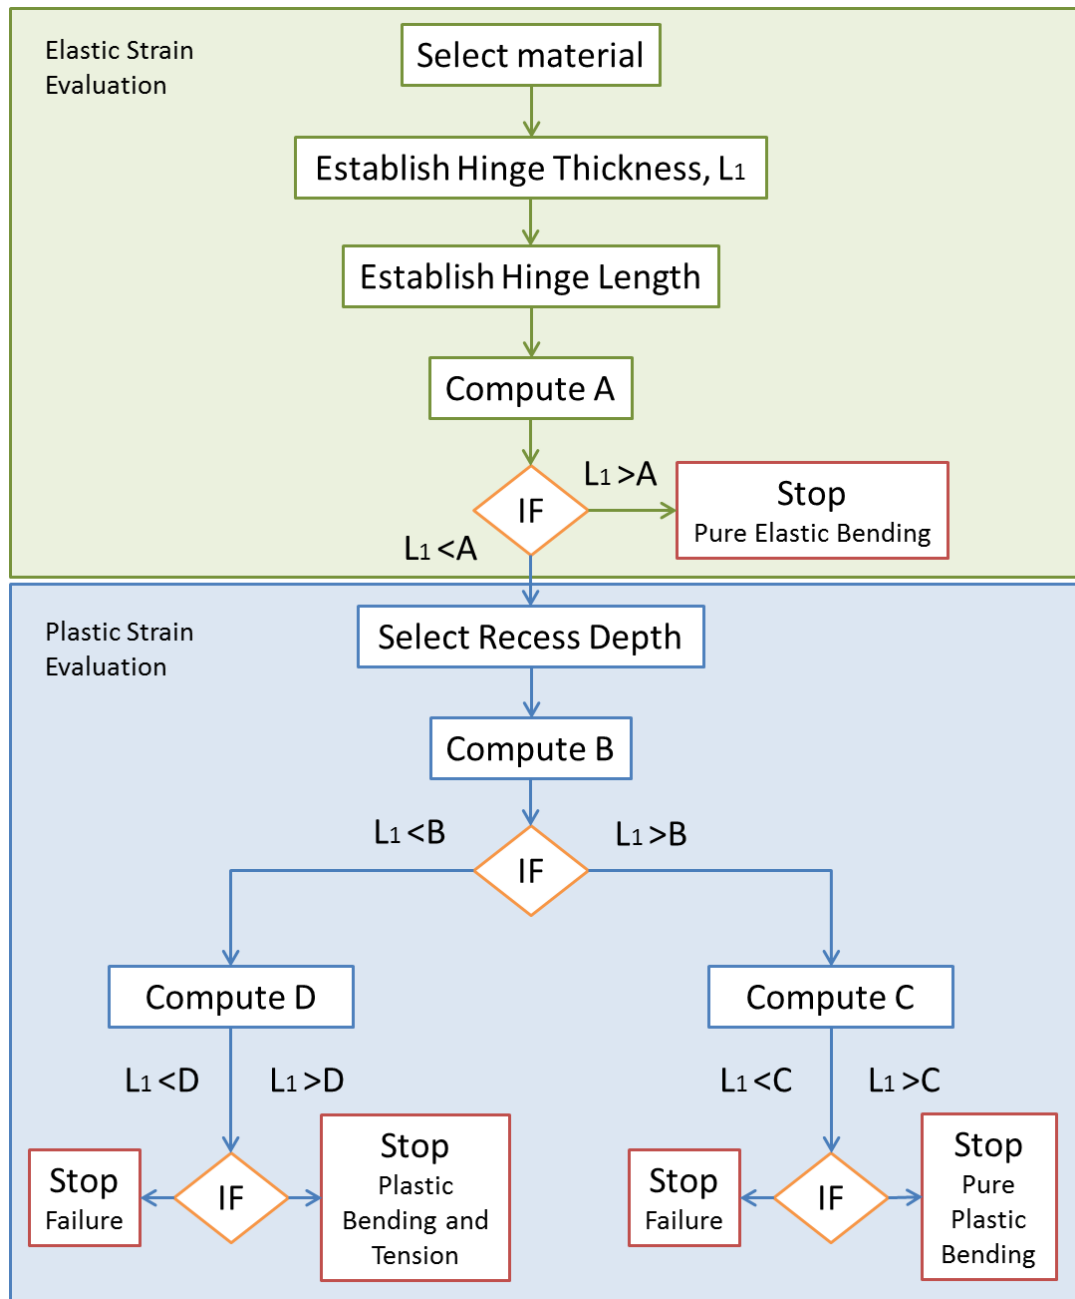 Elastic Strain
Evaluation
Select material
Establish Hinge Thickness, L1
Establish Hinge Length
Compute A
L1 >A
IF
Stop
Pure Elastic Bending
L1 <A
Plastic Strain
Evaluation
Select Recess Depth
Compute B
L1 <B
L1 >B
IF
Compute D
Compute C
L1 <D
L1 >D
L1 <C
L1 >C
Stop
Failure
IF
Stop
Plastic
Bending and
Tension
Stop
Failure
IF
Stop
Pure
Plastic
Bending